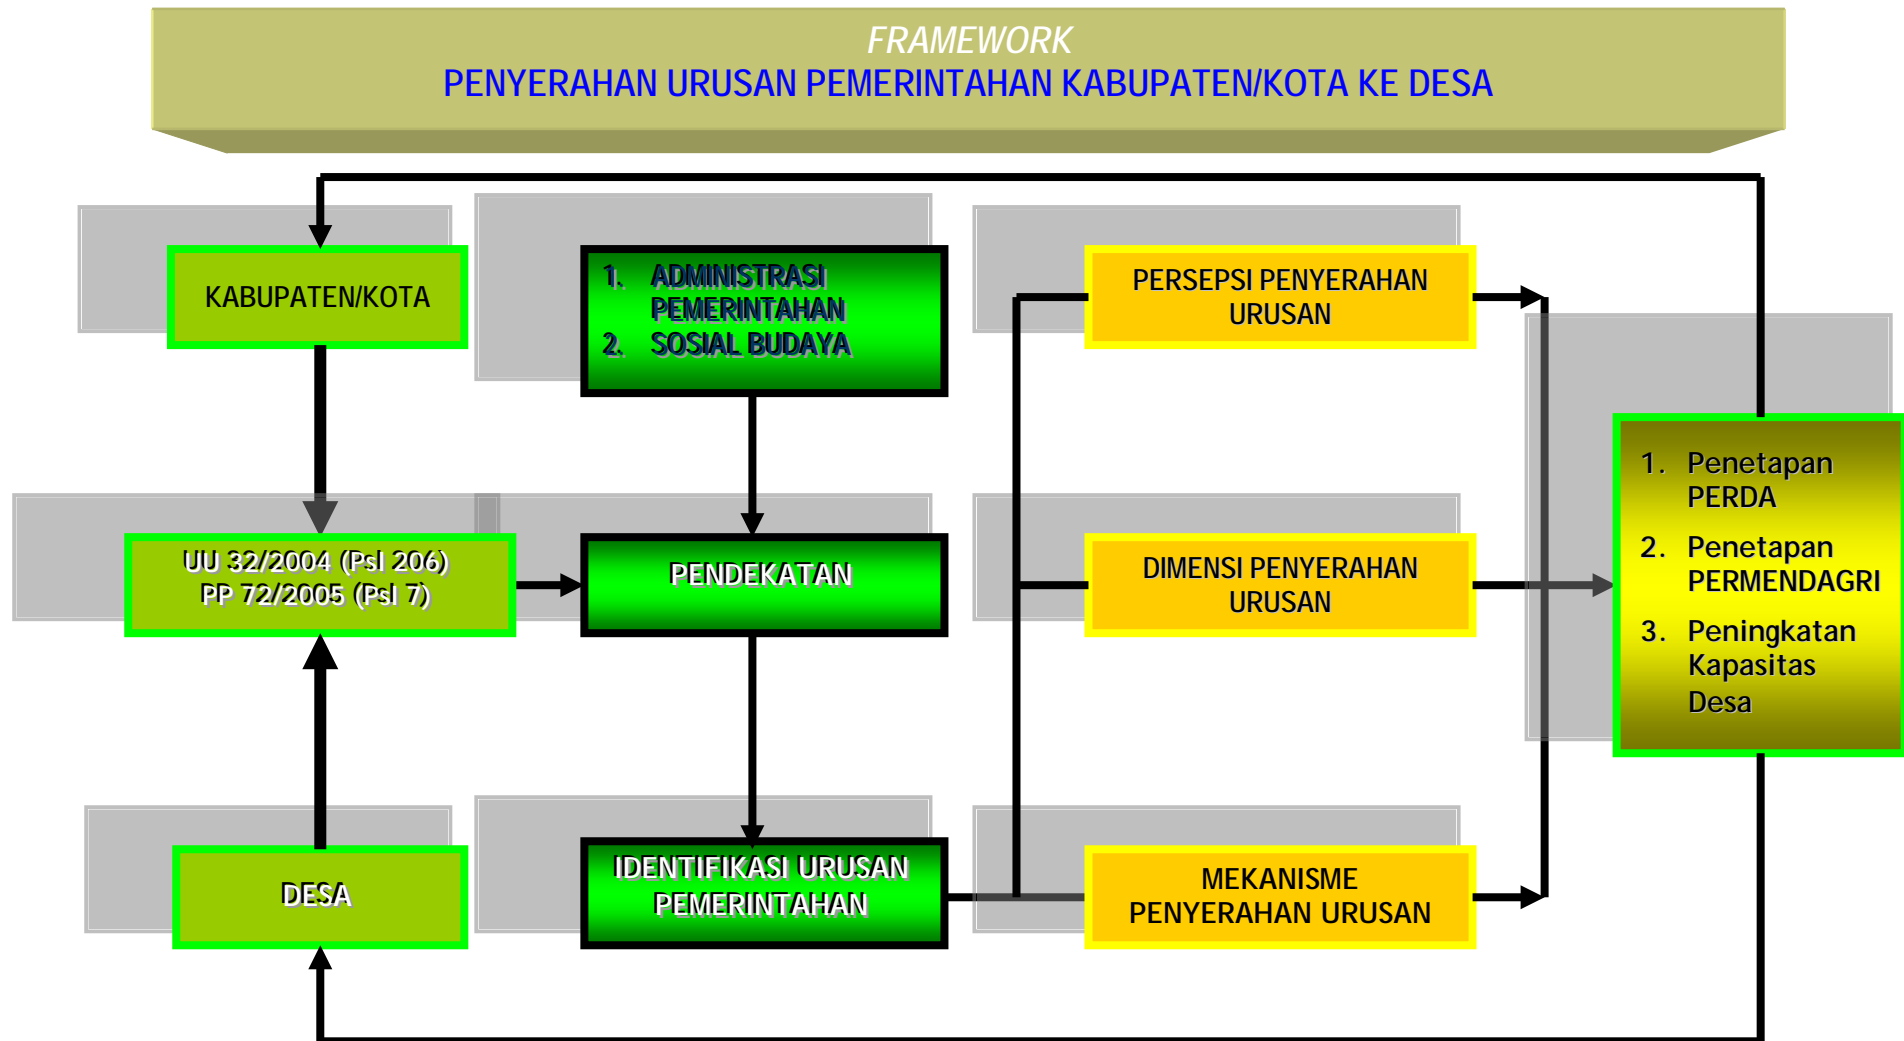 FRAMEWORK
PENYERAHAN URUSAN PEMERINTAHAN KABUPATEN/KOTA KE DESA
KABUPATEN/KOTA
1. ADMINISTRASI
PEMERINTAHAN
2. SOSIAL BUDAYA
PERSEPSI PENYERAHAN
URUSAN
UU 32/2004 (Psl 206)
PP 72/2005 (Psl 7)
PENDEKATAN
DIMENSI PENYERAHAN
URUSAN
1. Penetapan
PERDA
2. Penetapan
PERMENDAGRI
3. Peningkatan
Kapasitas
Desa
DESA
IDENTIFIKASI URUSAN
PEMERINTAHAN
MEKANISME
PENYERAHAN URUSAN